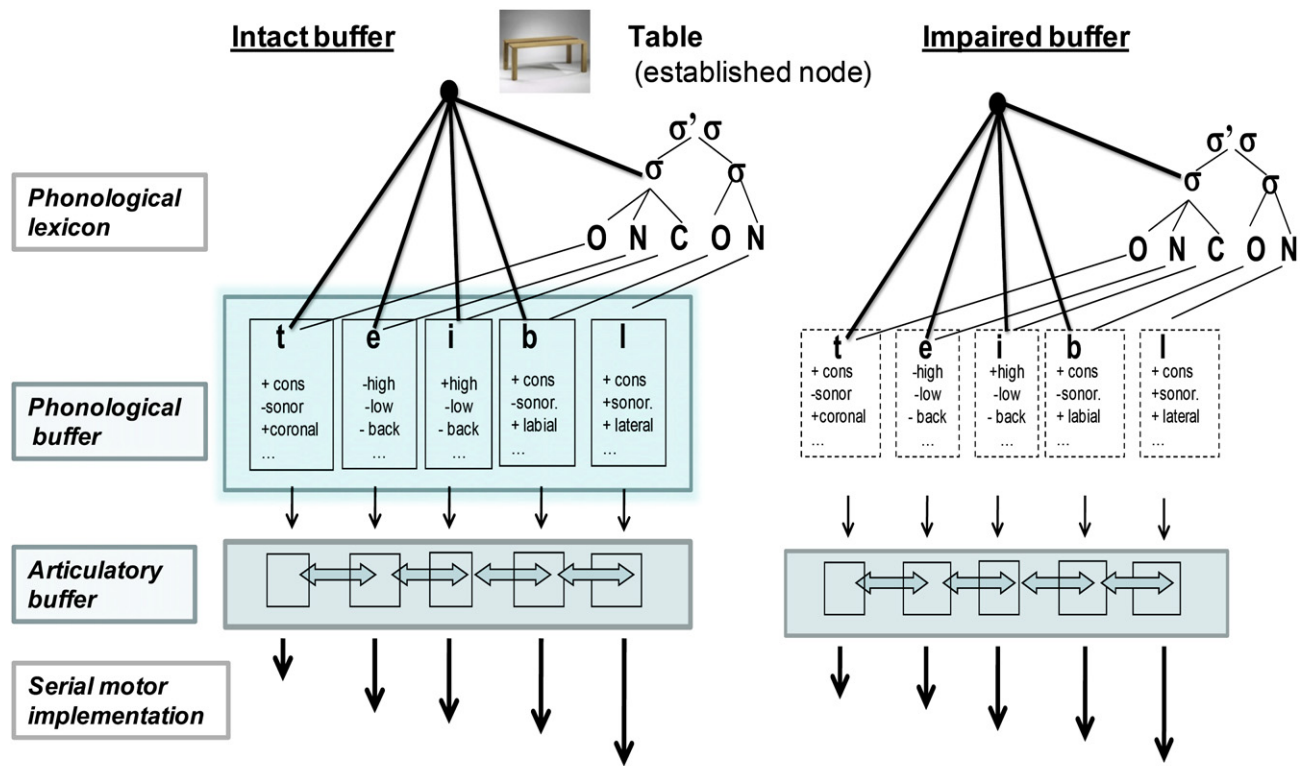 Intact buffer
Table
(established node)
Impaired buffer
σ’ σ
σ σ
O N C O N
σ’ σ
σ σ
O N C O N
Phonological
lexicon
t e i b l
+ cons -high +high + cons + cons
-sonor -low -low -sonor. +sonor.
+coronal - back - back + labial + lateral
... ... ... ... ...
t e i b l
+ cons -high +high + cons + cons
-sonor -low -low -sonor. +sonor.
+coronal - back - back + labial + lateral
... ... ... ... ...
Phonological
buffer
Articulatory
buffer
Serial motor
implementation